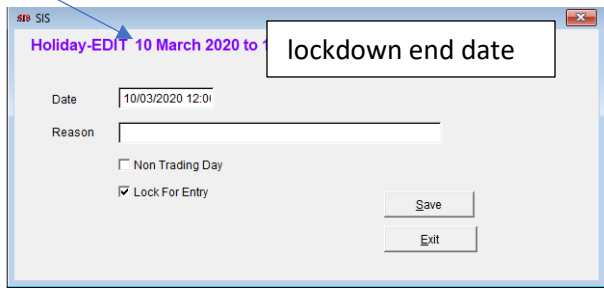 SIS SIS
Holiday-EDIT 10 March 2020 to
lockdown end date
Date 10/03/2020 12:0
Reason
Non Trading Day
Lock For Entry
Save
Exit